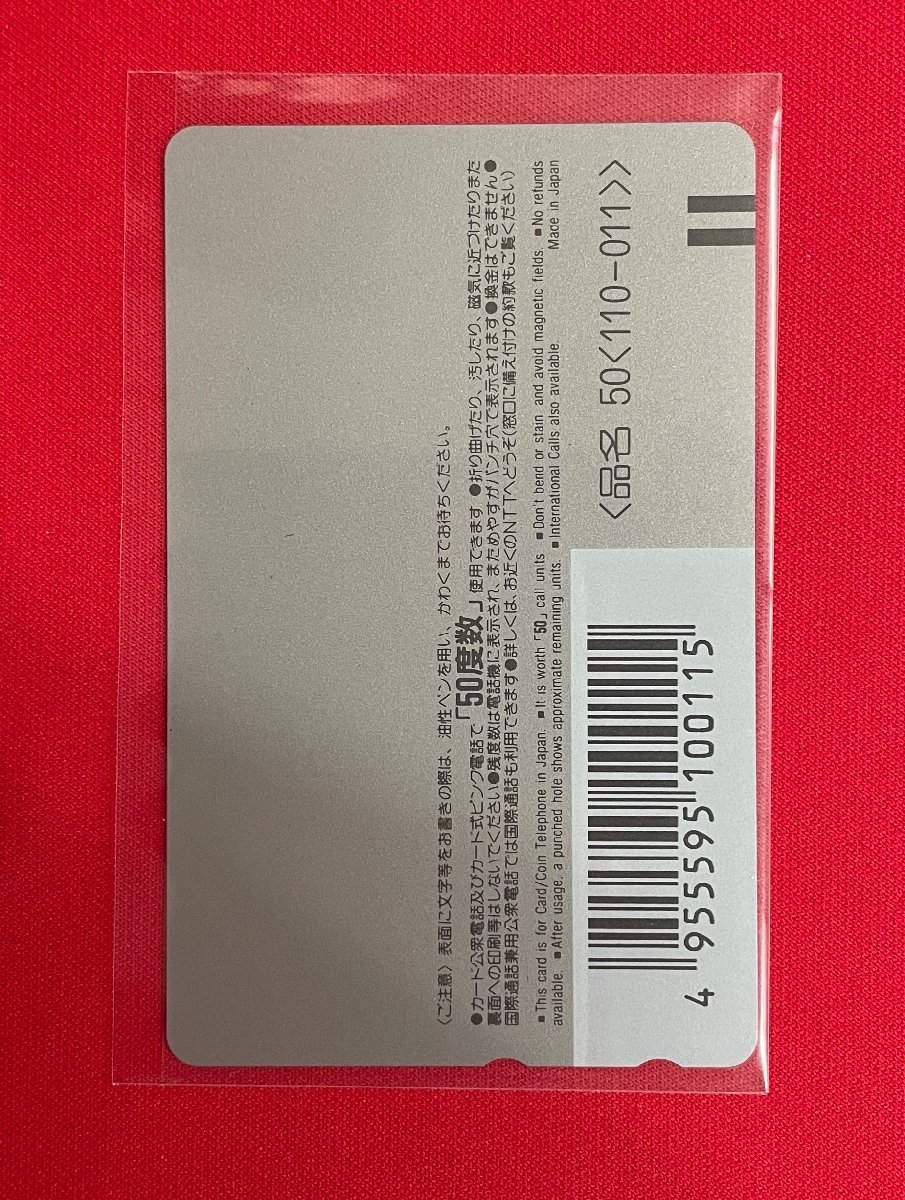 〈ご注意〉表面に文字等をお書きの際は、油性ペンを用い、かわくまでお待ちください。
●カード公衆電話及びカード式ピンク電話で「50度数」使用できます ●折り曲げたり、汚したり、磁気に近づけたりまた
裏面への印刷等はしないでください●残度数は電話機に表示され、まためやすがパンチ穴で表示されます●換金はできません●
国際通話兼用公衆電話では国際通話も利用できます●詳しくは、お近くのNTTへどうぞ(窓口に備え付けの約款もご覧ください)
■This card is for Card/Coin Telephone in Japan. ■It is worth「50」call units ■Don't bend or stain and avoid magnetic fields. ■No refunds
available. ■After usage, a punched hole shows approximate remaining units. ■International Calls also available. Made in Japan
〈品名 50〈110-011〉〉
4 955595 100115